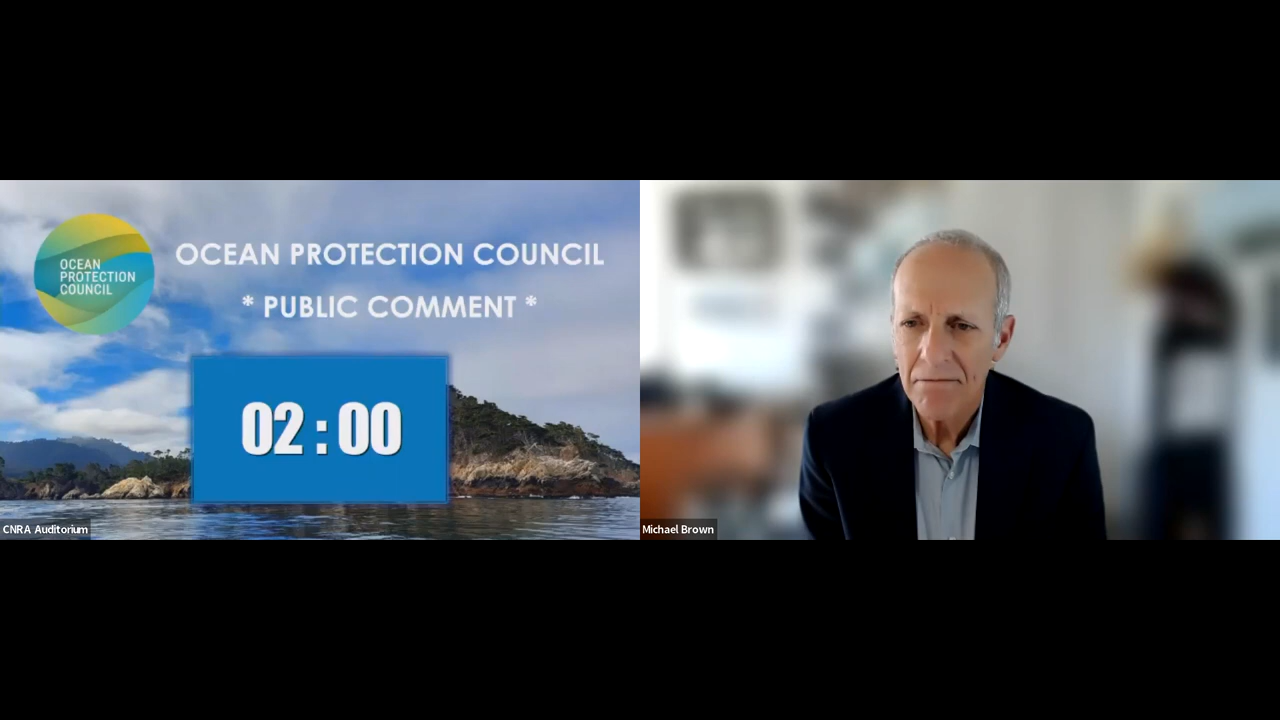 OCEAN
PROTECTION
COUNCIL
OCEAN PROTECTION COUNCIL
* PUBLIC COMMENT *
02:00
CNRA Auditorium
Michael Brown